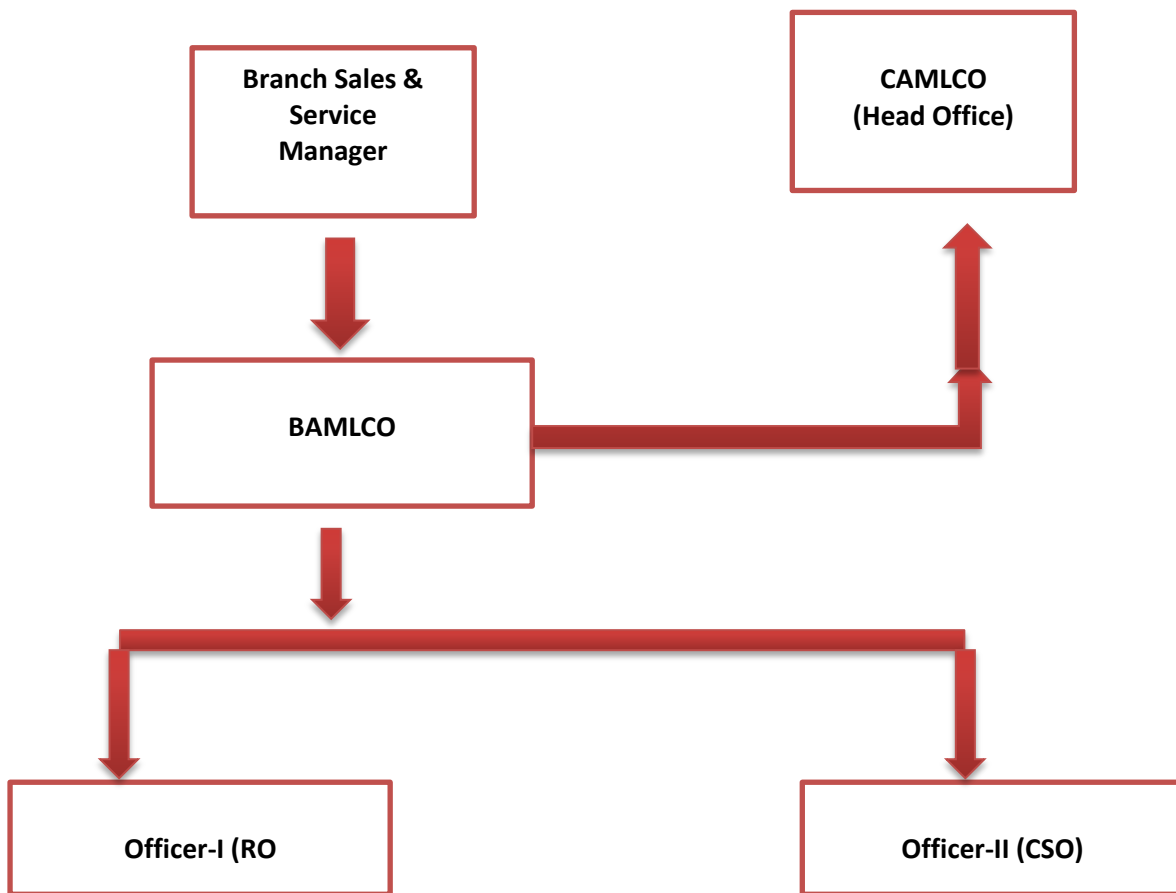 Branch Sales &
Service
Manager
CAMLCO
(Head Office)
BAMLCO
Officer-I (RO
Officer-II (CSO)